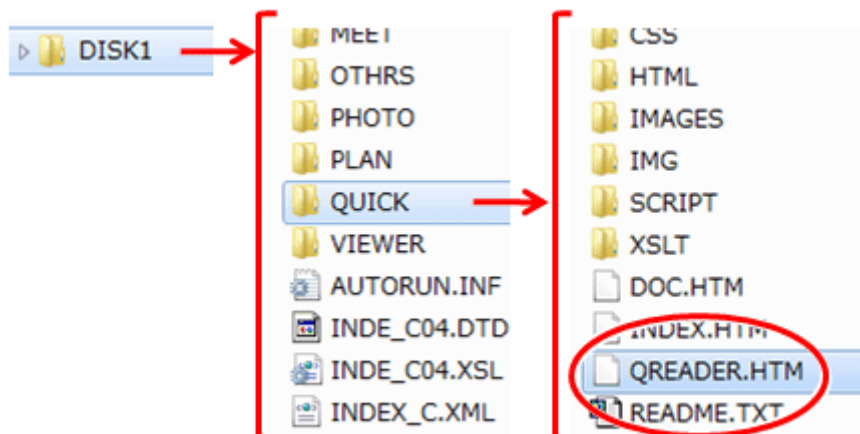 DISK1
MEET
OTHRS
PHOTO
PLAN
QUICK
VIEWER
AUTORUN.INF
INDE_C04.DTD
INDE_C04.XSL
INDEX_C.XML
CSS
HTML
IMAGES
IMG
SCRIPT
XSLT
DOC.HTM
INDEX.HTM
QREADER.HTM
README.TXT